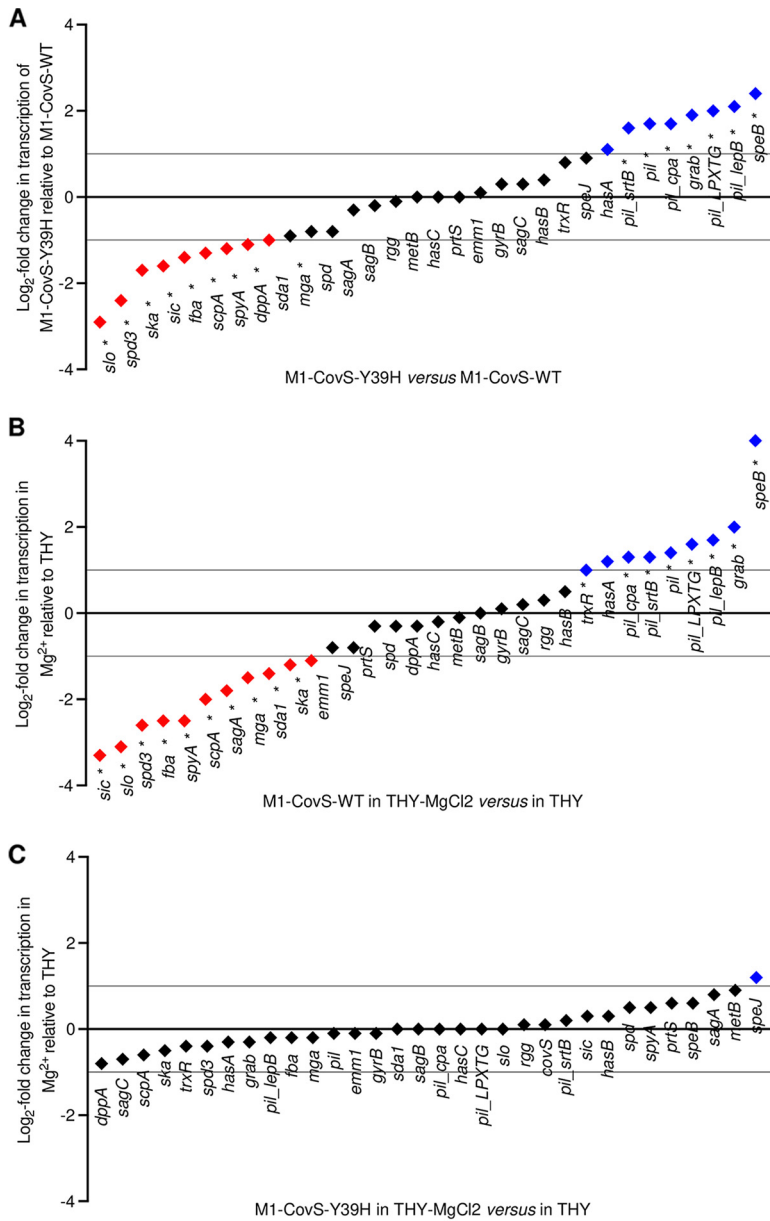 A
Log2-fold change in transcription of
M1-CovS-Y39H relative to M1-CovS-WT
4
2
0
-2
-4
slo *
spd3 *
ska *
sic *
fba *
scpA *
spyA *
dppA *
sda1
mga *
spd
sagA
sagB
rgg
metB
hasC
prtS
emm1
gyrB
sagC
hasB
trxR
speJ
hasA
pil_srtB *
pil *
pil_cpa *
grab *
pil_LPXTG *
pil_lepB *
speB *
M1-CovS-Y39H versus M1-CovS-WT
B
Log2-fold change in transcription in
Mg2+ relative to THY
4
2
0
-2
-4
sic *
slo *
spd3 *
fba *
spyA *
scpA *
sagA *
mga *
sda1 *
ska *
emm1
speJ
prtS
spd
dppA
hasC
metB
sagB
gyrB
sagC
rgg
hasB
trxR *
hasA
pil_cpa *
pil_srtB *
pil *
pil_LPXTG *
pil_lepB *
grab *
speB *
M1-CovS-WT in THY-MgCl2 versus in THY
C
Log2-fold change in transcription in
Mg2+ relative to THY
4
2
0
-2
-4
dppA
sagC
scpA
ska
trxR
spd3
hasA
grab
pil_lepB
fba
mga
pil
emm1
gyrB
sda1
sagB
pil_cpa
hasC
pil_LPXTG
slo
rgg
covS
pil_srtB
sic
hasB
spd
spyA
prtS
speB
sagA
metB
speJ
M1-CovS-Y39H in THY-MgCl2 versus in THY